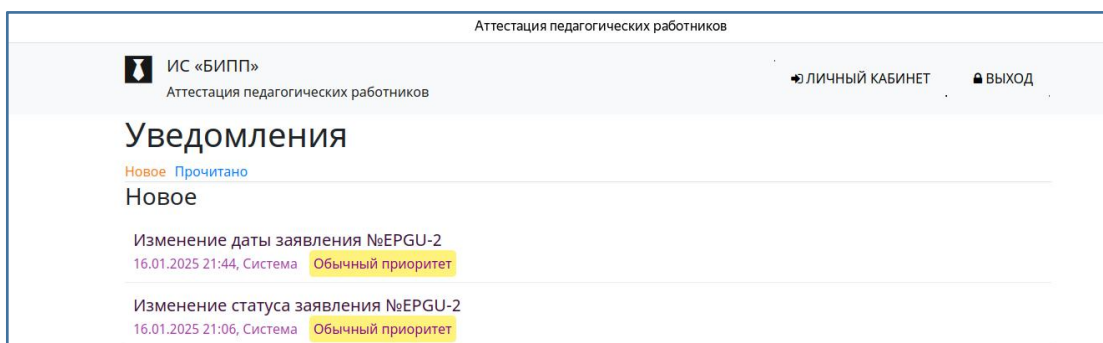 Аттестация педагогических работников
ИС «БИПП»
Аттестация педагогических работников
ЛИЧНЫЙ КАБИНЕТ ВЫХОД
Уведомления
Новое Прочитано
Новое
Изменение даты заявления №EPGU-2
16.01.2025 21:44, Система Обычный приоритет
Изменение статуса заявления №EPGU-2
16.01.2025 21:06, Система Обычный приоритет